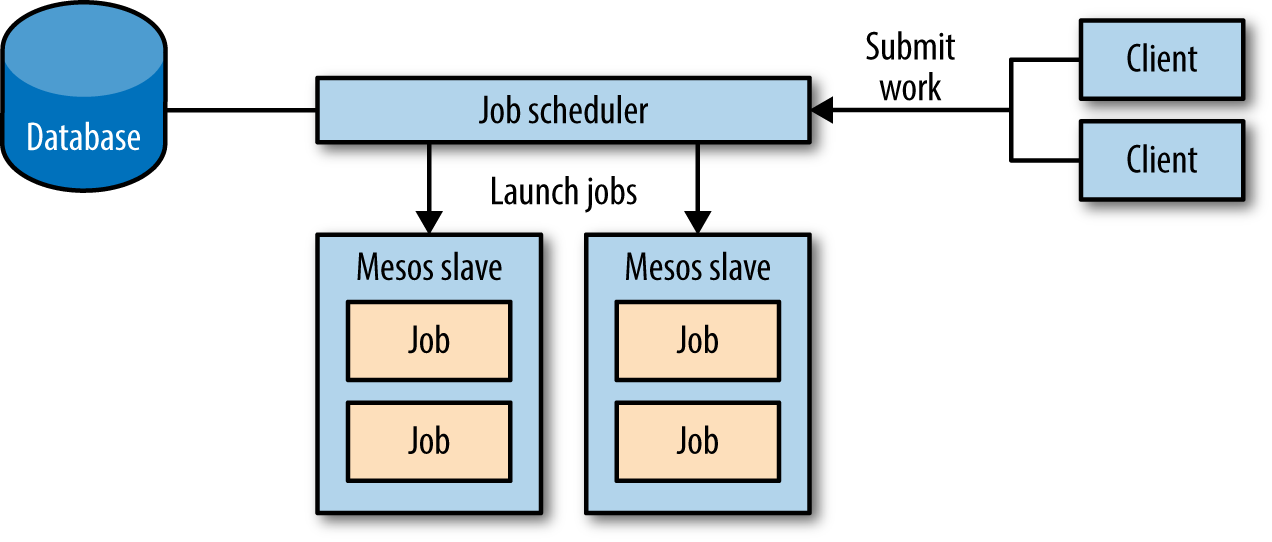 Submit
work
Client
Job scheduler
Database
Client
Launch jobs
Mesos slave
Mesos slave
Job
Job
Job
Job